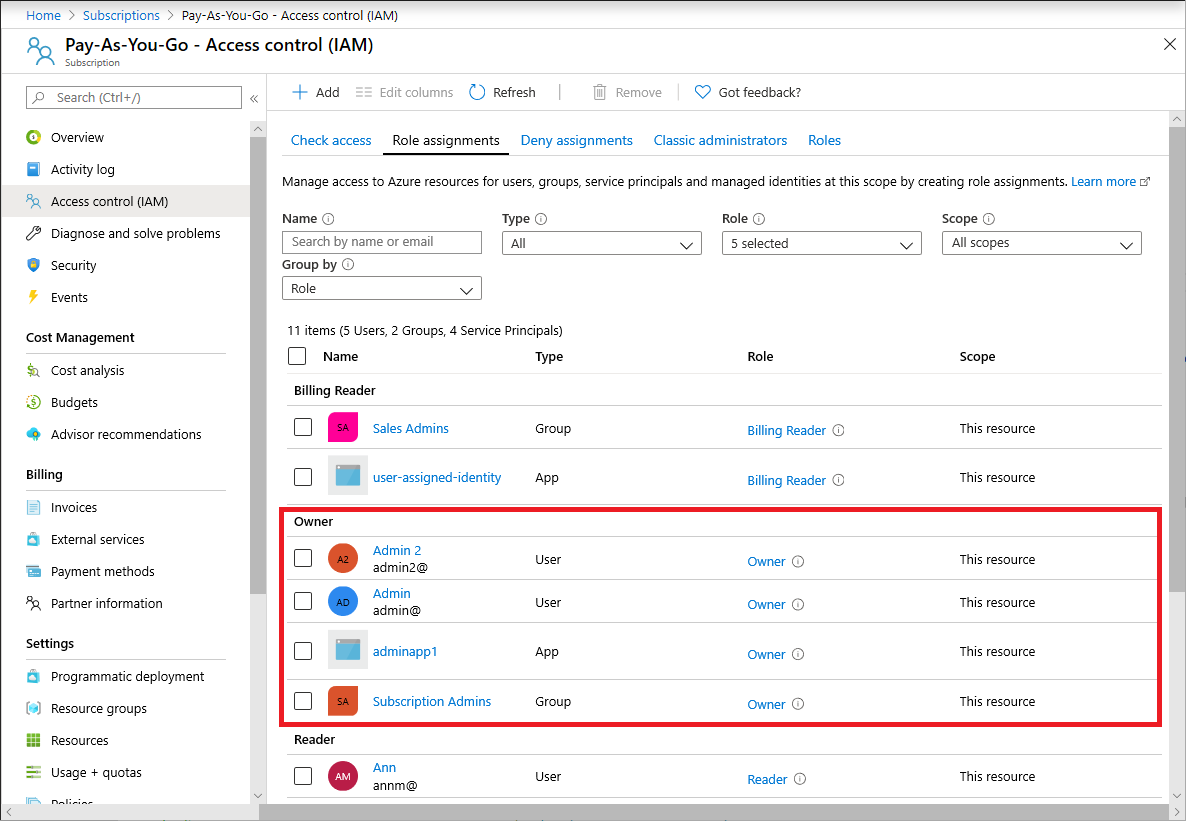 Home > Subscriptions > Pay-As-You-Go - Access control (IAM)
Pay-As-You-Go - Access control (IAM)
Subscription
Search (Ctrl+/)
Overview
Activity log
Access control (IAM)
Diagnose and solve problems
Security
Events
Cost Management
Cost analysis
Budgets
Advisor recommendations
Billing
Invoices
External services
Payment methods
Partner information
Settings
Programmatic deployment
Resource groups
Resources
Usage + quotas
Policies
Add Edit columns Refresh Remove Got feedback?
Check access Role assignments Deny assignments Classic administrators Roles
Manage access to Azure resources for users, groups, service principals and managed identities at this scope by creating role assignments. Learn more
Name Type Role Scope
Search by name or email All 5 selected All scopes
Group by
Role
11 items (5 Users, 2 Groups, 4 Service Principals)
Name Type Role Scope
Billing Reader
SA Sales Admins Group Billing Reader This resource
user-assigned-identity App Billing Reader This resource
Owner
A2 Admin 2 User Owner This resource
admin2@
AD Admin User Owner This resource
admin@
adminapp1 App Owner This resource
SA Subscription Admins Group Owner This resource
Reader
AM Ann User Reader This resource
annm@